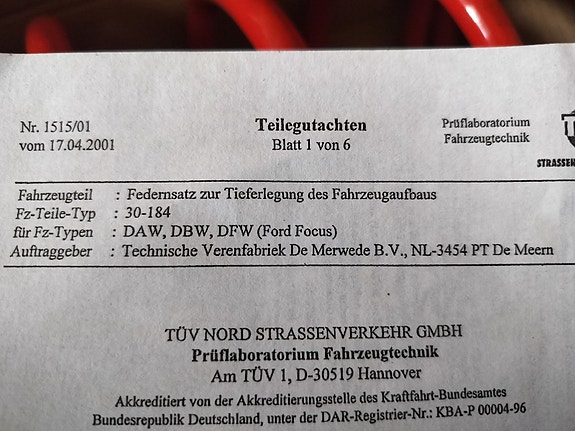 Nr. 1515/01
vom 17.04.2001
Teilegutachten
Blatt 1 von 6
Prüflaboratorium
Fahrzeugtechnik
Fahrzeugteil : Federnsatz zur Tieferlegung des Fahrzeugaufbaus
Fz-Teile-Typ : 30-184
für Fz-Typen : DAW, DBW, DFW (Ford Focus)
Auftraggeber : Technische Verenfabriek De Merwede B.V., NL-3454 PT De Meern
TÜV NORD STRASSENVERKEHR GMBH
Prüflaboratorium Fahrzeugtechnik
Am TÜV 1, D-30519 Hannover
Akkreditiert von der Akkreditierungsstelle des Kraftfahrt-Bundesamtes
Bundesrepublik Deutschland, unter der DAR-Registrier-Nr.: KBA-P 00004-96